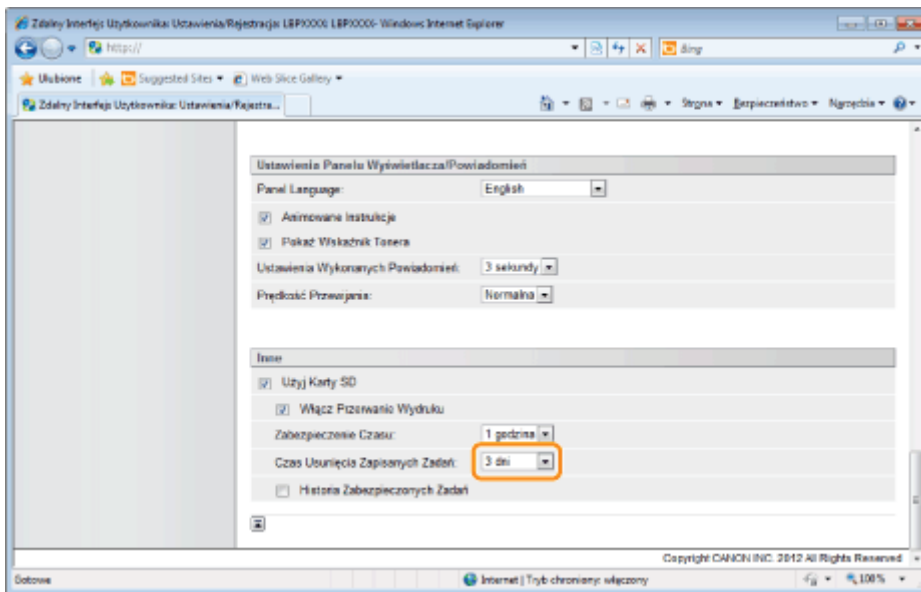 Zdalny Interfejs Użytkownika: Ustawienia/Rejestracja: LBPXXXX: LBPXXXX- Windows Internet Explorer
http://
Bing
Ulubione Suggested Sites Web Slice Gallery
Zdalny Interfejs Użytkownika: Ustawienia/Rejestra... Strona Bezpieczeństwo Narzędzia
Ustawienia Panelu Wyświetlacza/Powiadomień
Panel Language: English
Animowane Instrukcje
Pokaż Wskaźnik Tonera
Ustawienia Wykonanych Powiadomień: 3 sekundy
Prędkość Przewijania: Normalna
Inne
Użyj Karty SD
Włącz Przerwanie Wydruku
Zabezpieczenie Czasu: 1 godzina
Czas Usunięcia Zapisanych Zadań: 3 dni
Historia Zabezpieczonych Zadań
Copyright CANON INC. 2012 All Rights Reserved
Gotowe Internet | Tryb chroniony: włączony 100%